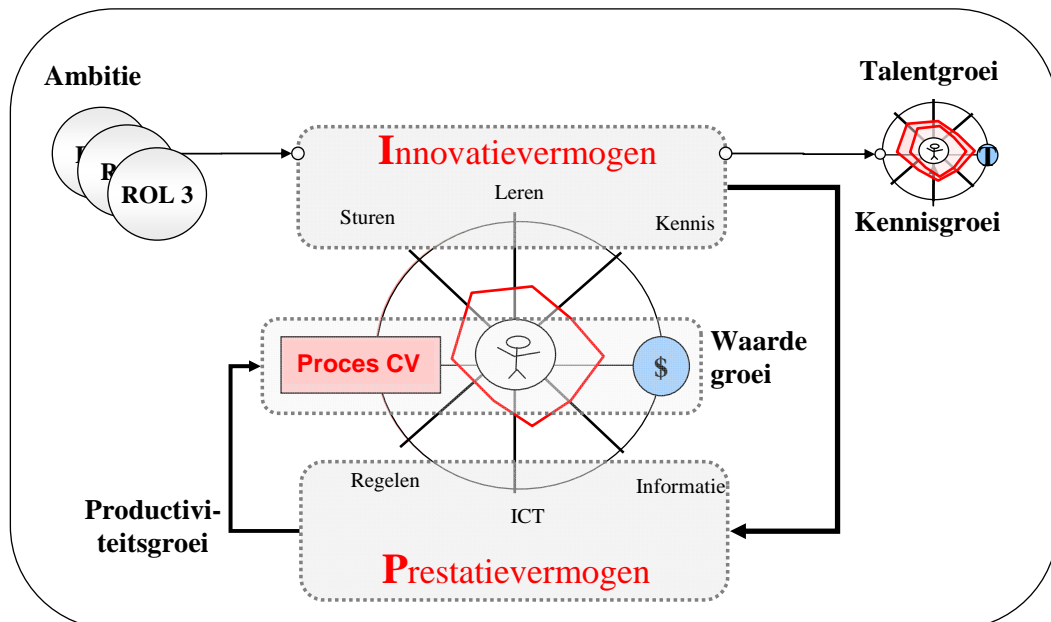 Ambitie
ROL 3
Innovatievermogen
Leren
Sturen
Kennis
Talentgroei
T
Kennisgroei
Proces CV
$
Waarde
groei
Regelen
ICT
Informatie
Productivi-
teitsgroei
Prestatievermogen